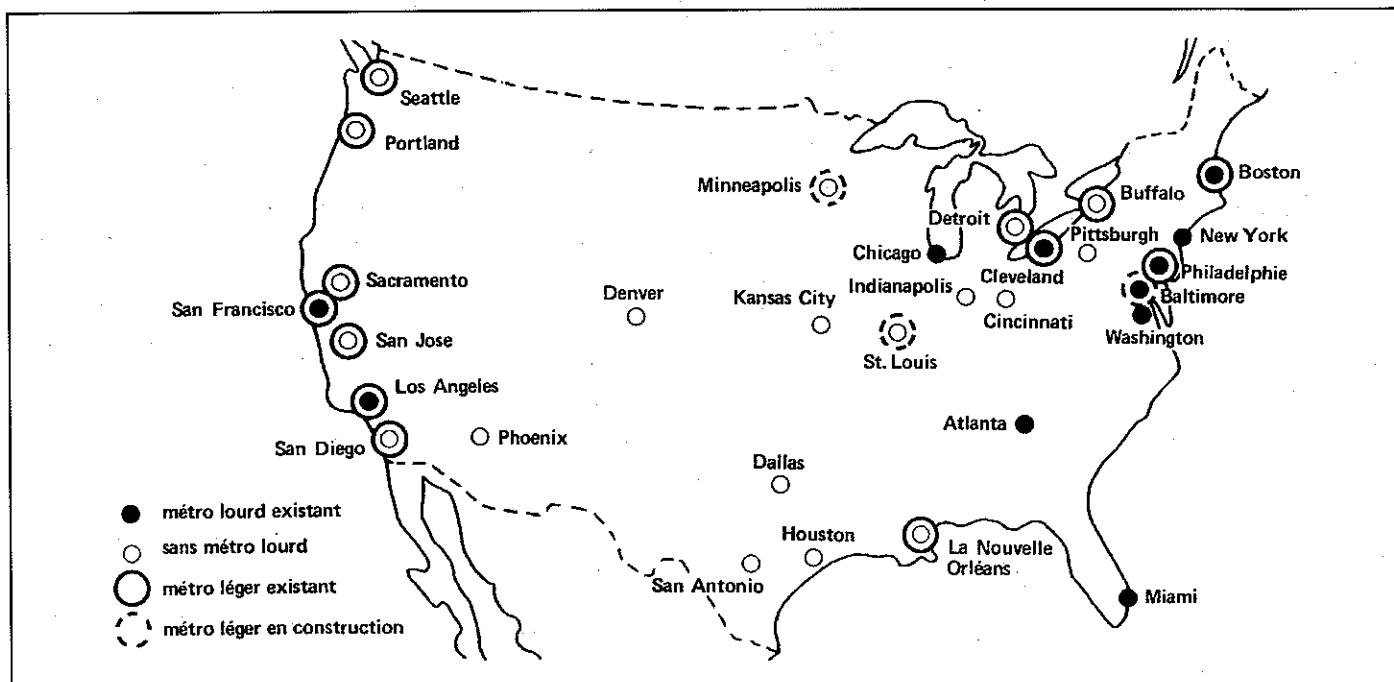 Seattle
Portland
Minneapolis
Boston
Buffalo
Detroit
Pittsburgh
New York
Chicago
Cleveland
Philadelphie
Sacramento
Indianapolis
Baltimore
San Francisco
Denver
Kansas City
Cincinnati
Washington
San Jose
St. Louis
Los Angeles
Atlanta
San Diego
Phoenix
Dallas
métro lourd existant
Houston
sans métro lourd
La Nouvelle
Orléans
San Antonio
métro léger existant
Miami
métro léger en construction